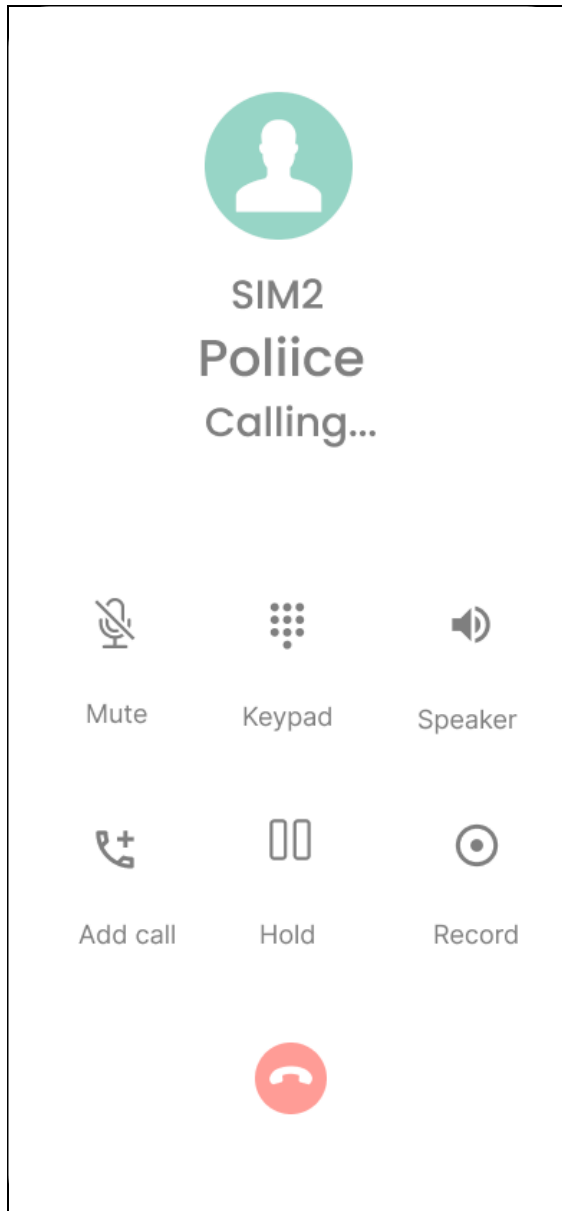 SIM2
Poliice
Calling...
Mute Keypad Speaker
Add call Hold Record